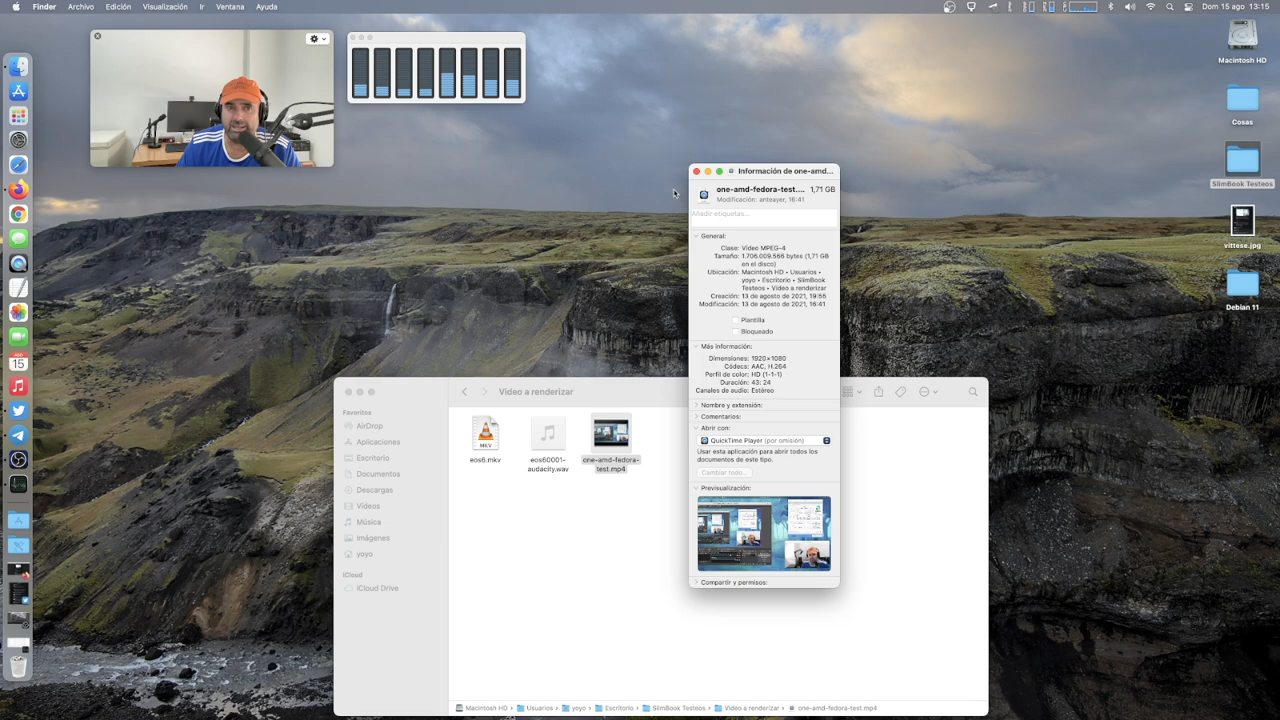 Finder Archivo Edición Visualización Ir Ventana Ayuda
Dom 15 ago 13:15
Macintosh HD
Cosas
SlimBook Testeos
vittese.jpg
Debian 11
15
Información de one-amd...
one-amd-fedora-test.... 1,71 GB
Modificación: anteayer, 16:41
Añadir etiquetas...
General:
Clase: Vídeo MPEG-4
Tamaño: 1.706.009.566 bytes (1,71 GB
en el disco)
Ubicación: Macintosh HD • Usuarios •
yoyo • Escritorio • SlimBook
Testeos • Video a renderizar
Creación: 13 de agosto de 2021, 19:56
Modificación: 13 de agosto de 2021, 16:41
Plantilla
Bloqueado
Más información:
Dimensiones: 1920×1080
Códecs: AAC, H.264
Perfil de color: HD (1-1-1)
Duración: 43: 24
Canales de audio: Estéreo
Nombre y extensión:
Comentarios:
Abrir con:
QuickTime Player (por omisión)
Usar esta aplicación para abrir todos los
documentos de este tipo.
Cambiar todo...
Previsualización:
Compartir y permisos:
Video a renderizar
Favoritos
AirDrop
Aplicaciones
Escritorio
Documentos
Descargas
Vídeos
Música
Imágenes
yoyo
iCloud
iCloud Drive
MKV
eos6.mkv
eos60001-
audacity.wav
one-amd-fedora-
test.mp4
Macintosh HD › Usuarios › yoyo › Escritorio › SlimBook Testeos › Video a renderizar › one-amd-fedora-test.mp4